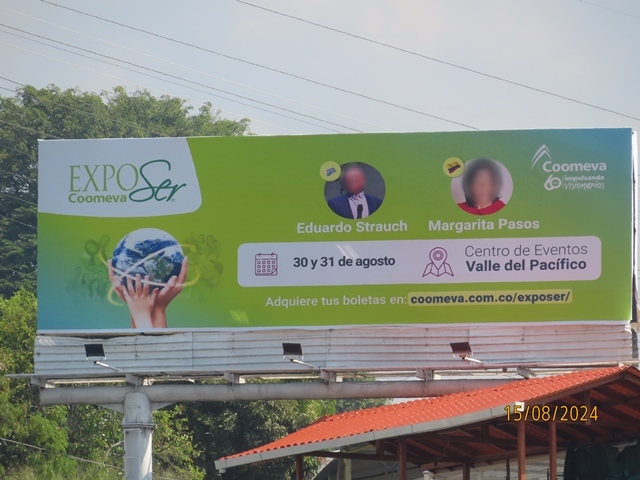 EXPO Ser
Coomeva
Coomeva
60 impulsando
Visionarios
Eduardo Strauch
Margarita Pasos
30 y 31 de agosto
Centro de Eventos
Valle del Pacífico
Adquiere tus boletas en: coomeva.com.co/exposer/
15/08/2024